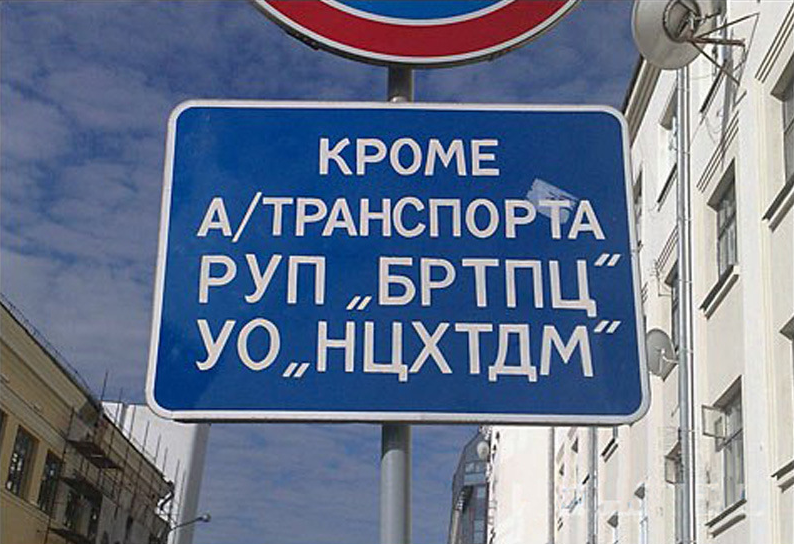 КРОМЕ
А/ТРАНСПОРТА
РУП „БРТПЦ“
УО „НЦХТДМ“